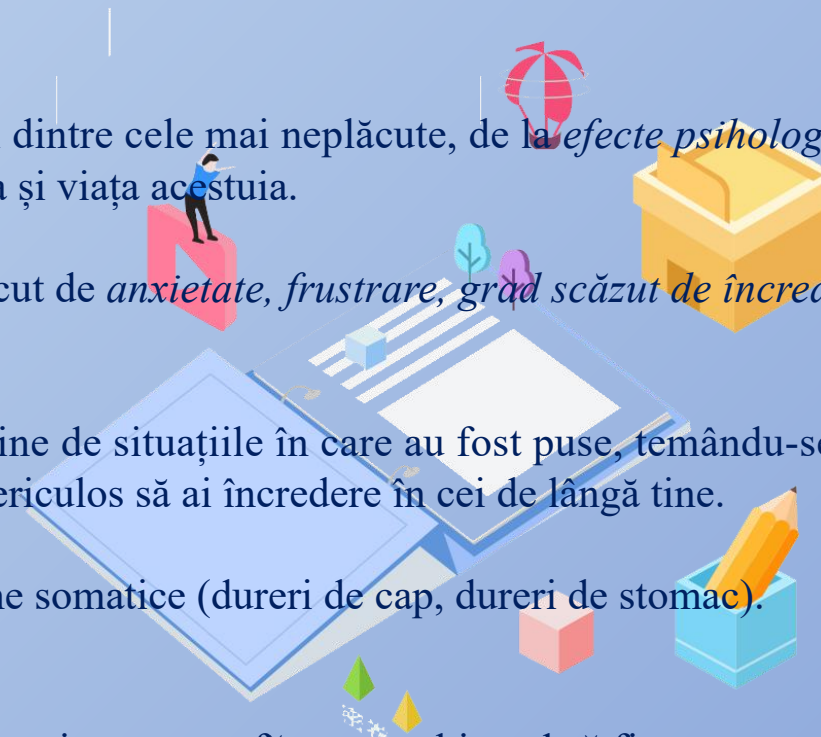 dintre cele mai neplăcute, de la efecte psiholog
a și viața acestuia.
cut de anxietate, frustrare, grad scăzut de încred
ine de situațiile în care au fost puse, temându-se
ericulos să ai încredere în cei de lângă tine.
ne somatice (dureri de cap, dureri de stomac).